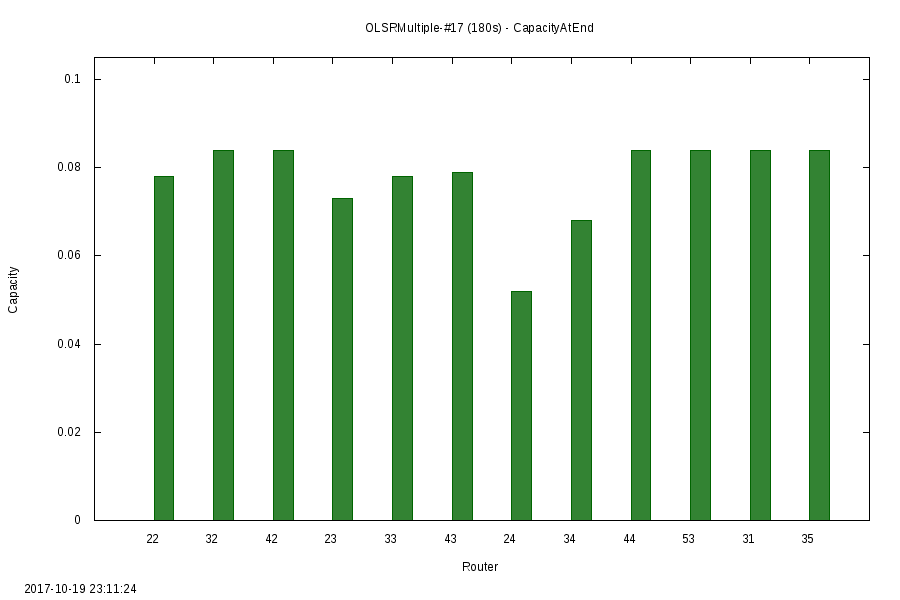 OLSRMultiple-#17 (180s) - CapacityAtEnd
0.1
0.08
0.06
0.04
0.02
0
Capacity
22 32 42 23 33 43 24 34 44 53 31 35
Router
2017-10-19 23:11:24